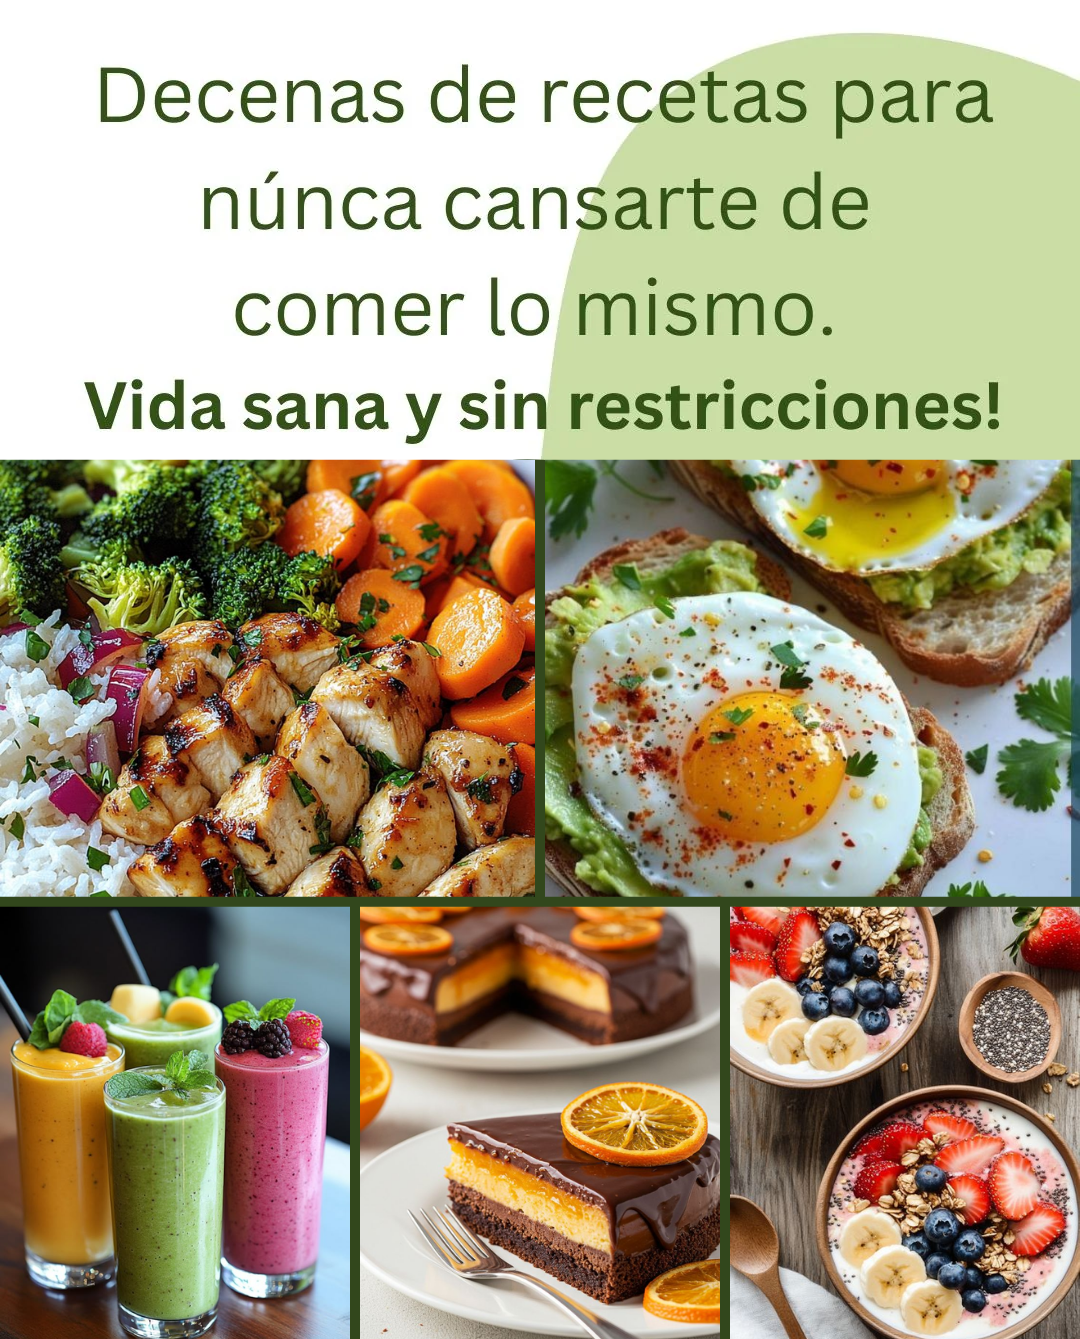 Decenas de recetas para
núnca cansarte de
comer lo mismo.
Vida sana y sin restricciones!